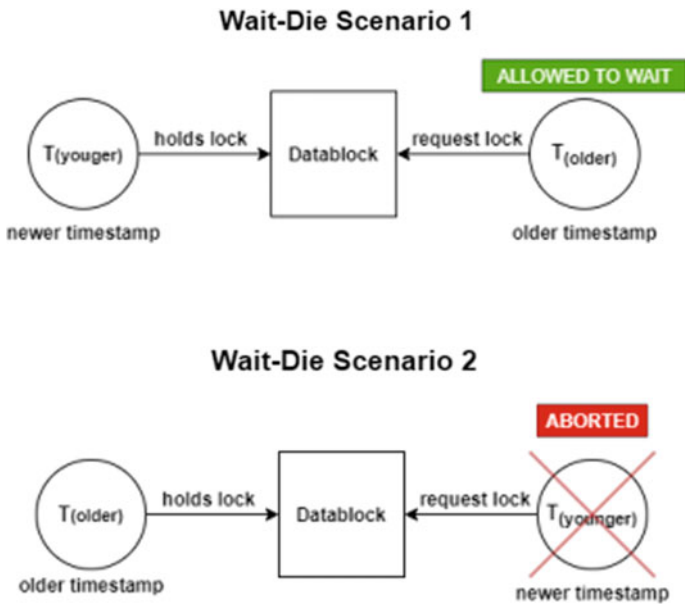 Wait-Die Scenario 1
ALLOWED TO WAIT
T(youger)
holds lock
Datablock
request lock
T(older)
newer timestamp
older timestamp
Wait-Die Scenario 2
ABORTED
T(older)
holds lock
Datablock
request lock
T(younger)
older timestamp
newer timestamp